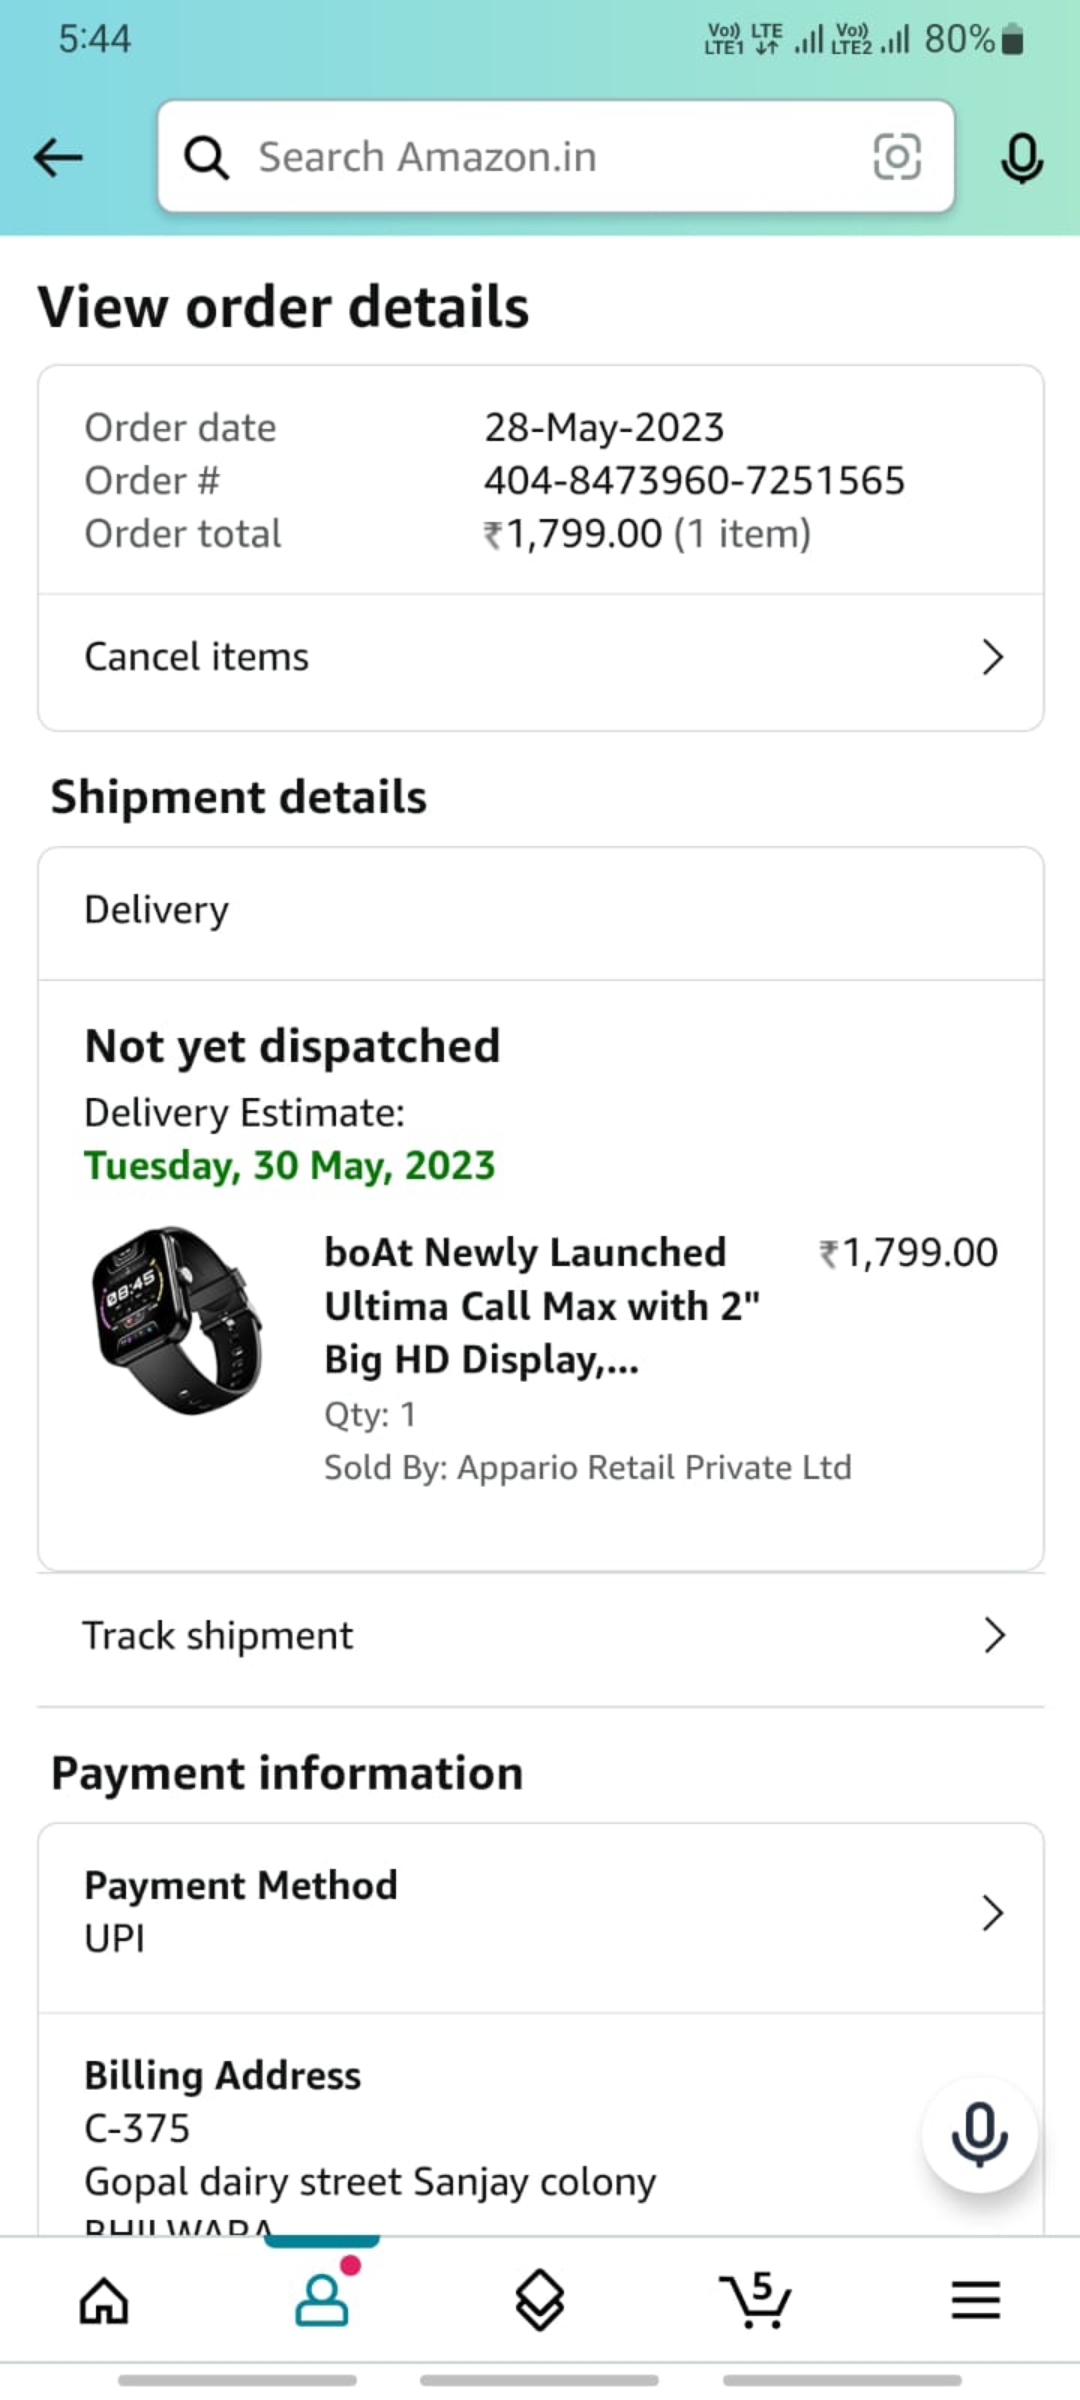 5:44
Vo)) LTE1 LTE Vo)) LTE2 80%
Search Amazon.in
View order details
Order date 28-May-2023
Order # 404-8473960-7251565
Order total ₹1,799.00 (1 item)
Cancel items
Shipment details
Delivery
Not yet dispatched
Delivery Estimate:
Tuesday, 30 May, 2023
08:45
boAt Newly Launched ₹1,799.00
Ultima Call Max with 2"
Big HD Display,...
Qty: 1
Sold By: Appario Retail Private Ltd
Track shipment
Payment information
Payment Method
UPI
Billing Address
C-375
Gopal dairy street Sanjay colony
BHILWARA
5